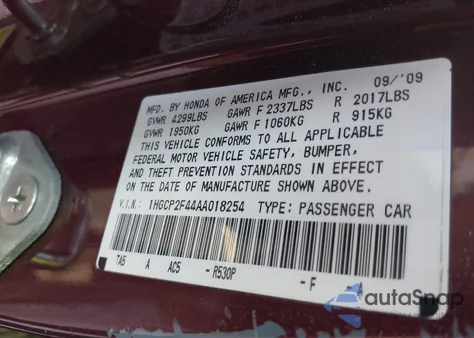 MFD. BY HONDA OF AMERICA MFG., INC. 09/'09
GVWR 4299LBS GAWR F 2337LBS R 2017LBS
GVWR 1950KG GAWR F 1060KG R 915KG
THIS VEHICLE CONFORMS TO ALL APPLICABLE
FEDERAL MOTOR VEHICLE SAFETY, BUMPER,
AND THEFT PREVENTION STANDARDS IN EFFECT
ON THE DATE OF MANUFACTURE SHOWN ABOVE.
V.I.N.: 1HGCP2F44AA018254 TYPE: PASSENGER CAR
TA5 A AC5 - R530P - F
autaSnap